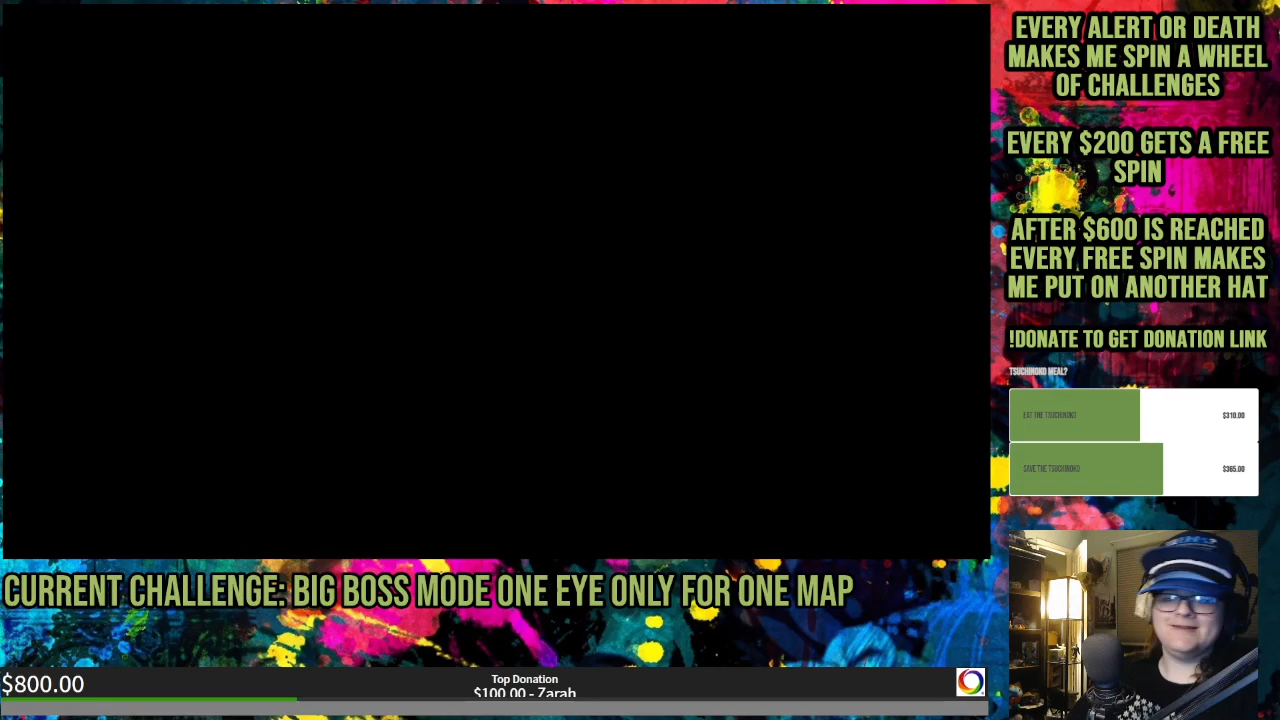 EVERY ALERT OR DEATH
MAKES ME SPIN A WHEEL
OF CHALLENGES
EVERY $200 GETS A FREE
SPIN
AFTER $600 IS REACHED
EVERY FREE SPIN MAKES
ME PUT ON ANOTHER HAT
!DONATE TO GET DONATION LINK
TSUCHINOKO MEAL?
EAT THE TSUCHINOKO $310.00
SAVE THE TSUCHINOKO $365.00
CURRENT CHALLENGE: BIG BOSS MODE ONE EYE ONLY FOR ONE MAP
$800.00
Top Donation
$100.00 - Zarah